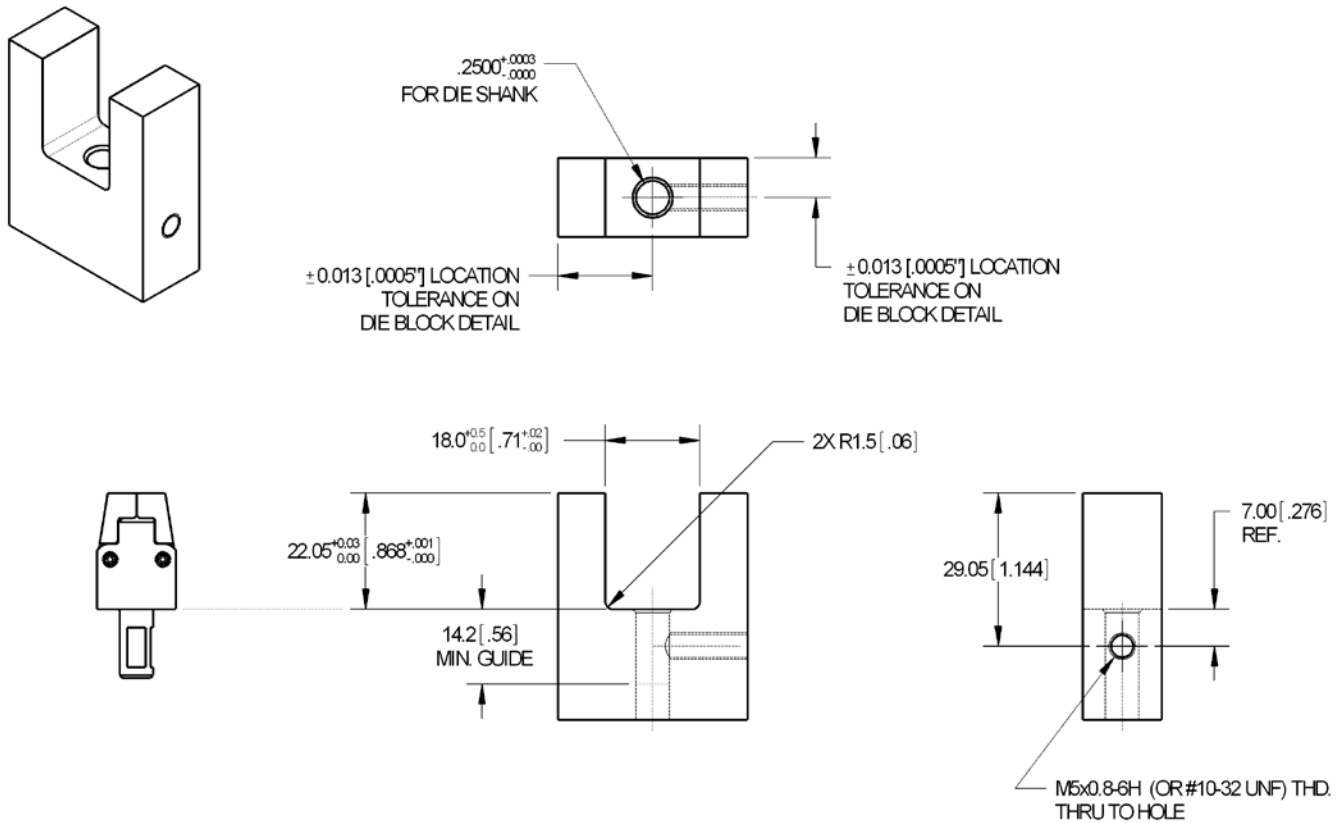 .2500 +.0003 -.0000
FOR DIE SHANK
±0.013 [.0005"] LOCATION
TOLERANCE ON
DIE BLOCK DETAIL
±0.013 [.0005"] LOCATION
TOLERANCE ON
DIE BLOCK DETAIL
18.0 +0.5 0.0 [.71 +.02 -.00]
2X R1.5 [.06]
22.05 +0.03 0.00 [.868 +.001 -.000]
14.2 [.56]
MIN. GUIDE
29.05 [1.144]
7.00 [.276]
REF.
M5x0.8-6H (OR #10-32 UNF) THD.
THRU TO HOLE